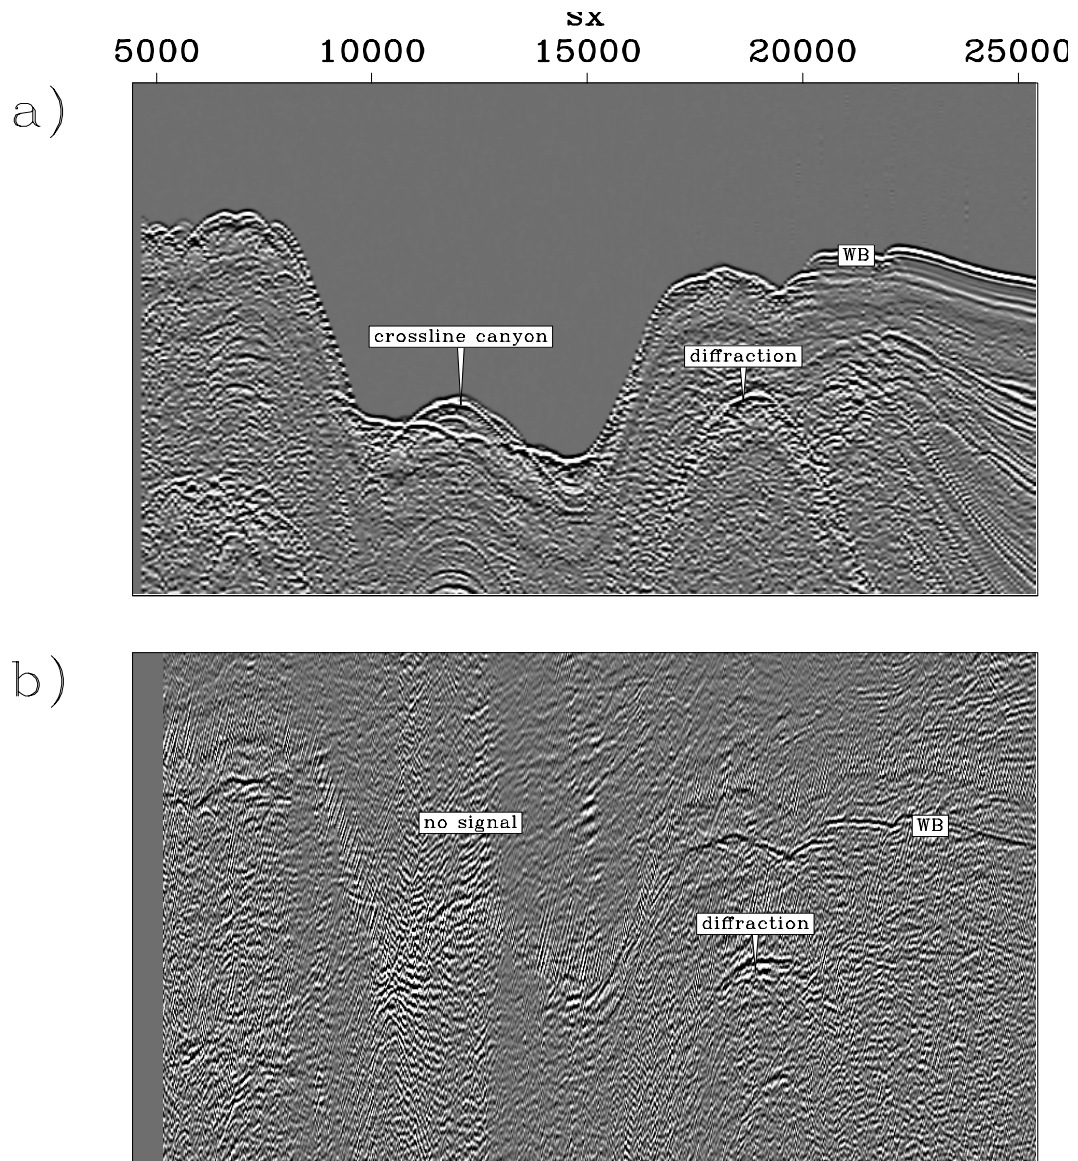 sx
5000 10000 15000 20000 25000
a)
WB
crossline canyon
diffraction
b)
no signal
WB
diffraction